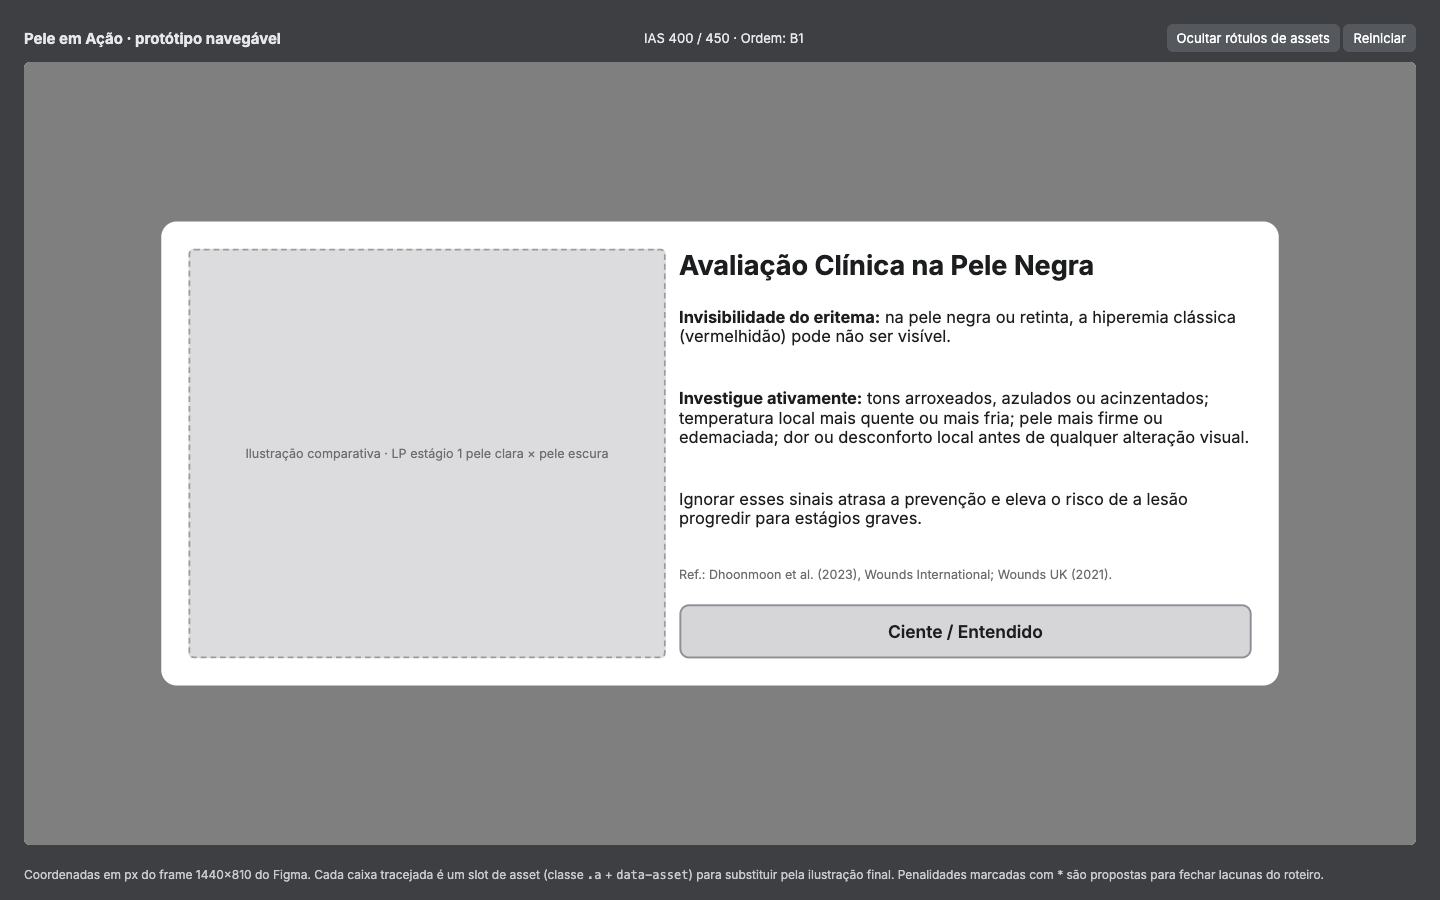 Pele em Ação · protótipo navegável
IAS 400 / 450 · Ordem: B1
Ocultar rótulos de assets
Reiniciar
Ilustração comparativa · LP estágio 1 pele clara × pele escura
Avaliação Clínica na Pele Negra
Invisibilidade do eritema: na pele negra ou retinta, a hiperemia clássica
(vermelhidão) pode não ser visível.
Investigue ativamente: tons arroxeados, azulados ou acinzentados;
temperatura local mais quente ou mais fria; pele mais firme ou
edemaciada; dor ou desconforto local antes de qualquer alteração visual.
Ignorar esses sinais atrasa a prevenção e eleva o risco de a lesão
progredir para estágios graves.
Ref.: Dhoonmoon et al. (2023), Wounds International; Wounds UK (2021).
Ciente / Entendido
Coordenadas em px do frame 1440×810 do Figma. Cada caixa tracejada é um slot de asset (classe .a + data-asset) para substituir pela ilustração final. Penalidades marcadas com * são propostas para fechar lacunas do roteiro.